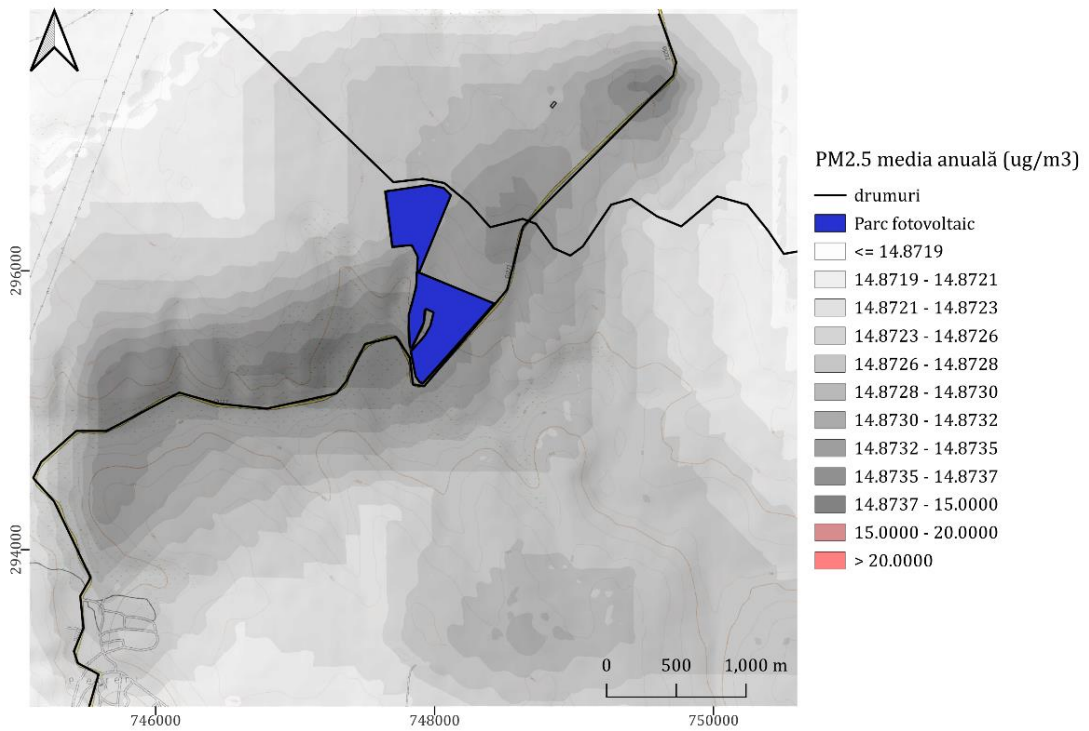 PM2.5 media anuală (ug/m3)
drumuri
Parc fotovoltaic
<= 14.8719
14.8719 - 14.8721
14.8721 - 14.8723
14.8723 - 14.8726
14.8726 - 14.8728
14.8728 - 14.8730
14.8730 - 14.8732
14.8732 - 14.8735
14.8735 - 14.8737
14.8737 - 15.0000
15.0000 - 20.0000
> 20.0000
296000
294000
0 500 1,000 m
746000 748000 750000